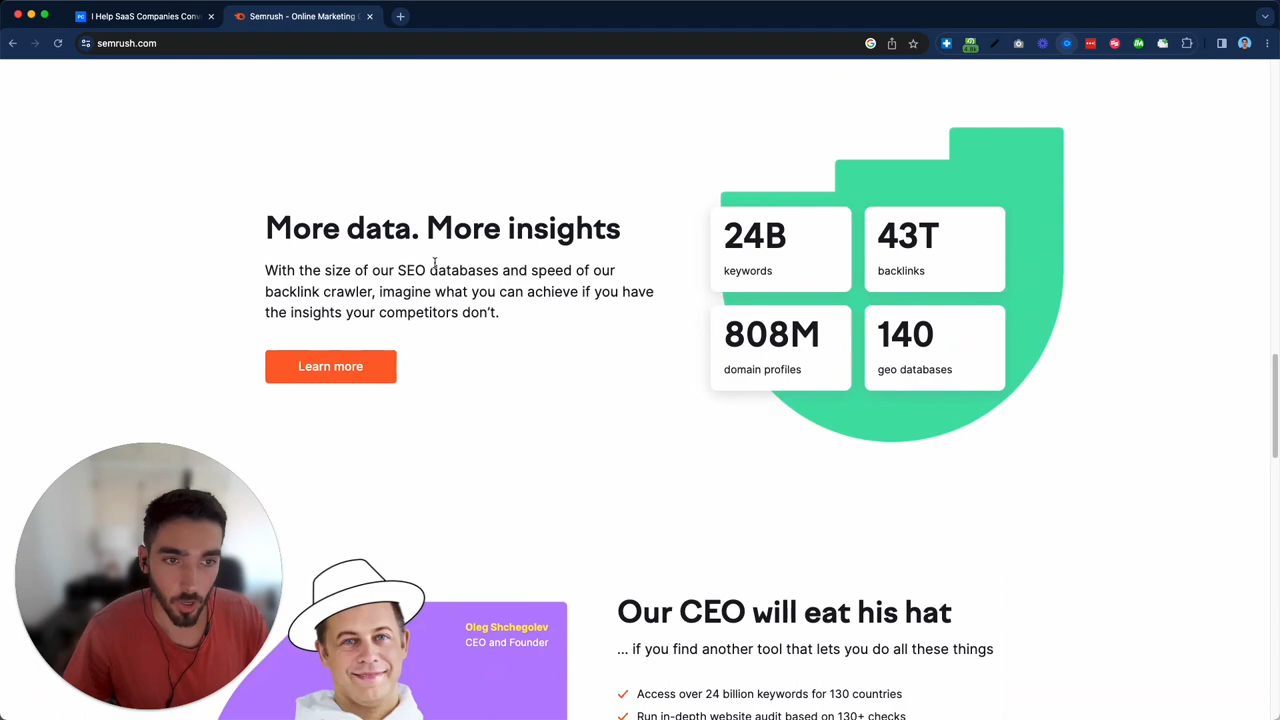 I Help SaaS Companies Conv
Semrush - Online Marketing
semrush.com
More data. More insights
With the size of our SEO databases and speed of our
backlink crawler, imagine what you can achieve if you have
the insights your competitors don't.
Learn more
24B
keywords
43T
backlinks
808M
domain profiles
140
geo databases
Oleg Shchegolev
CEO and Founder
Our CEO will eat his hat
... if you find another tool that lets you do all these things
Access over 24 billion keywords for 130 countries
Run in-depth website audit based on 130+ checks